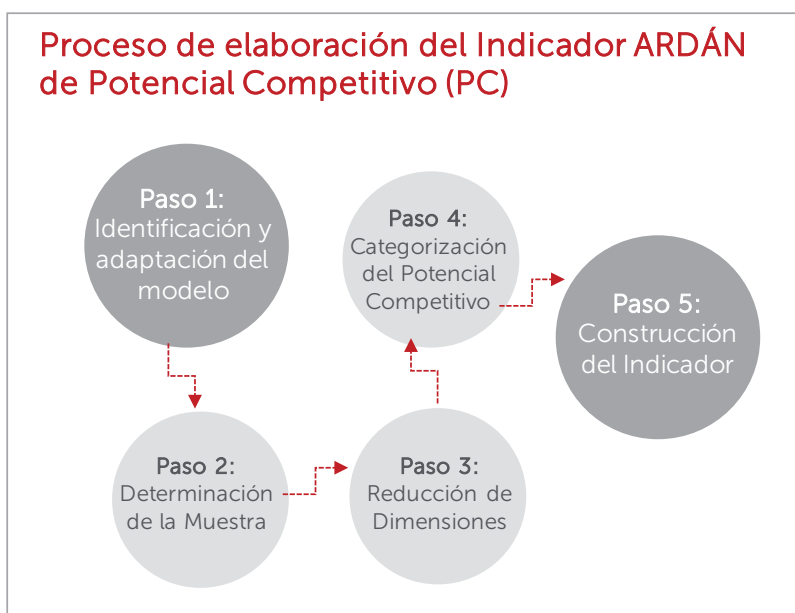 Proceso de elaboración del Indicador ARDÁN
de Potencial Competitivo (PC)
Paso 1:
Identificación y
adaptación del
modelo
Paso 2:
Determinación
de la Muestra
Paso 3:
Reducción de
Dimensiones
Paso 4:
Categorización
del Potencial
Competitivo
Paso 5:
Construcción
del Indicador